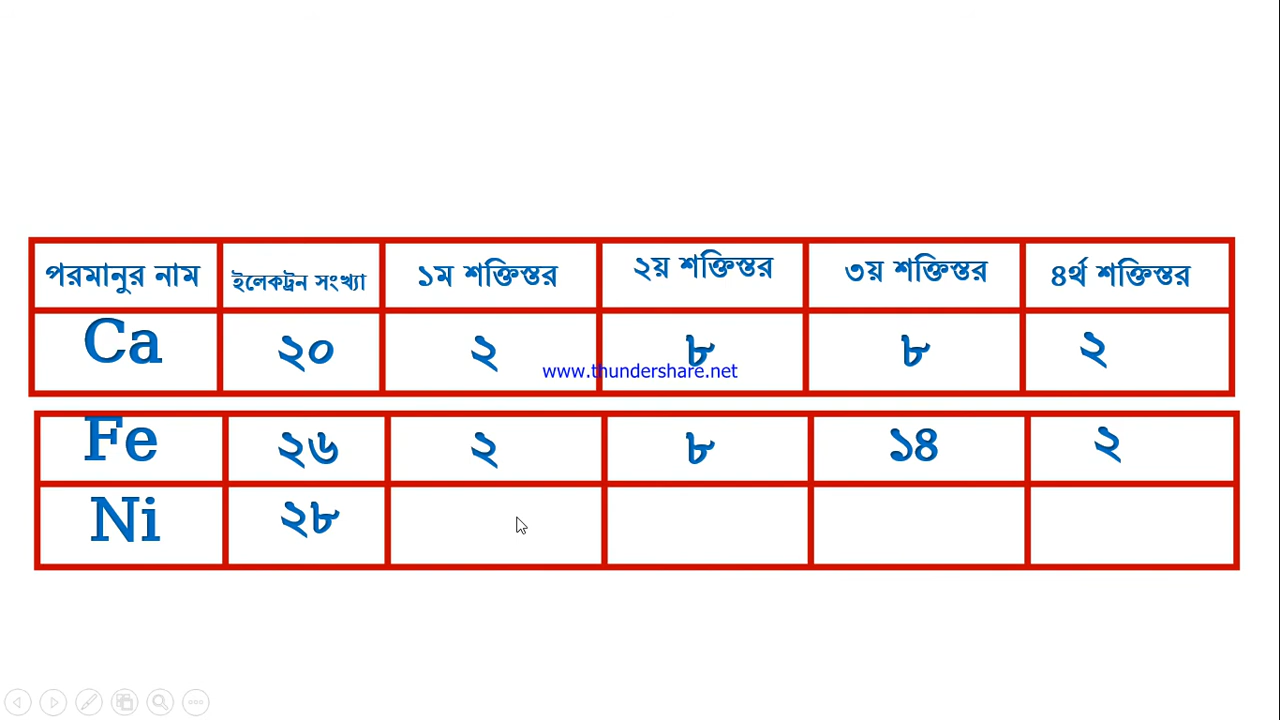 পরমানুর নাম ইলেকট্রন সংখ্যা ১ম শক্তিস্তর ২য় শক্তিস্তর ৩য় শক্তিস্তর ৪র্থ শক্তিস্তর
Ca ২০ ২ ৮ ৮ ২
www.thundershare.net
Fe ২৬ ২ ৮ ১৪ ২
Ni ২৮